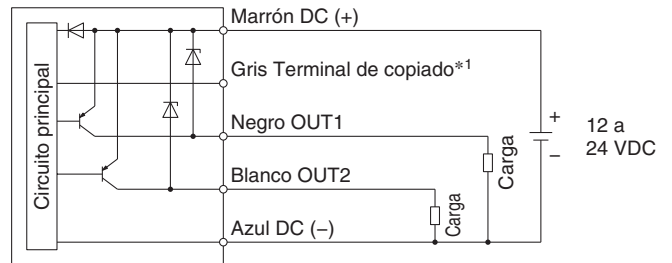 Marrón DC (+)
Gris Terminal de copiado*1
Negro OUT1
Blanco OUT2
Azul DC (−)
Circuito principal
Carga
Carga
+
−
12 a
24 VDC